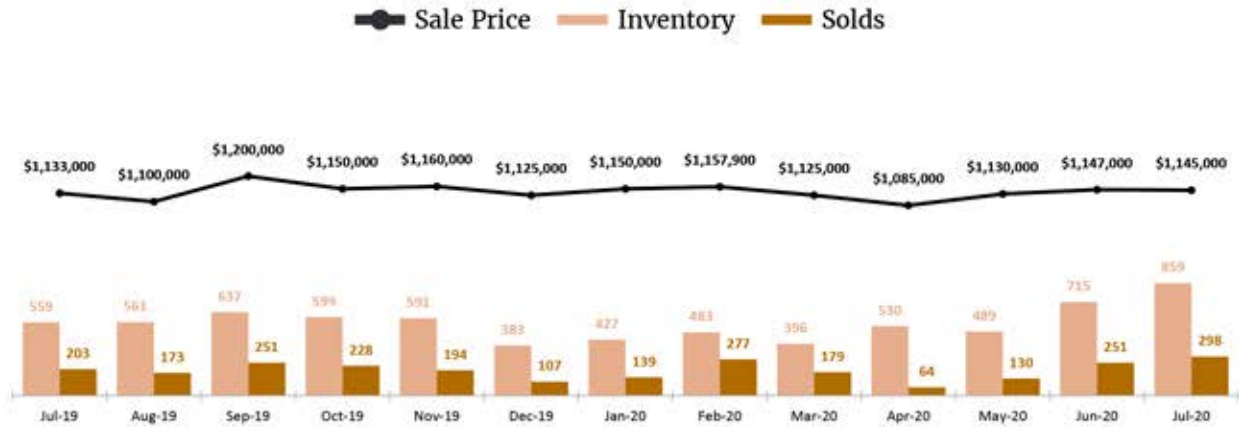 Sale Price Inventory Solds
$1,133,000 $1,100,000 $1,200,000 $1,150,000 $1,160,000 $1,125,000 $1,150,000 $1,157,900 $1,125,000 $1,085,000 $1,130,000 $1,147,000 $1,145,000
559 561 637 599 591 383 427 483 396 530 489 715 859
203 173 251 228 194 107 139 277 179 64 130 251 298
Jul-19 Aug-19 Sep-19 Oct-19 Nov-19 Dec-19 Jan-20 Feb-20 Mar-20 Apr-20 May-20 Jun-20 Jul-20